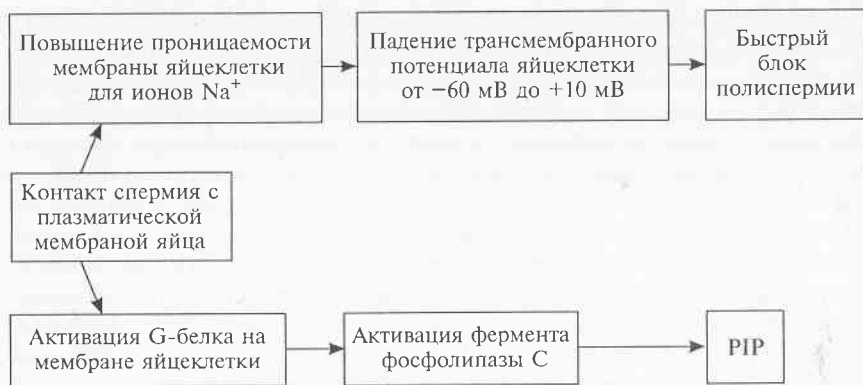 Повышение проницаемости
мембраны яйцеклетки
для ионов Na⁺
Падение трансмембранного
потенциала яйцеклетки
от −60 мВ до +10 мВ
Быстрый
блок
полиспермии
Контакт спермия с
плазматической
мембраной яйца
Активация G-белка на
мембране яйцеклетки
Активация фермента
фосфолипазы C
PIP